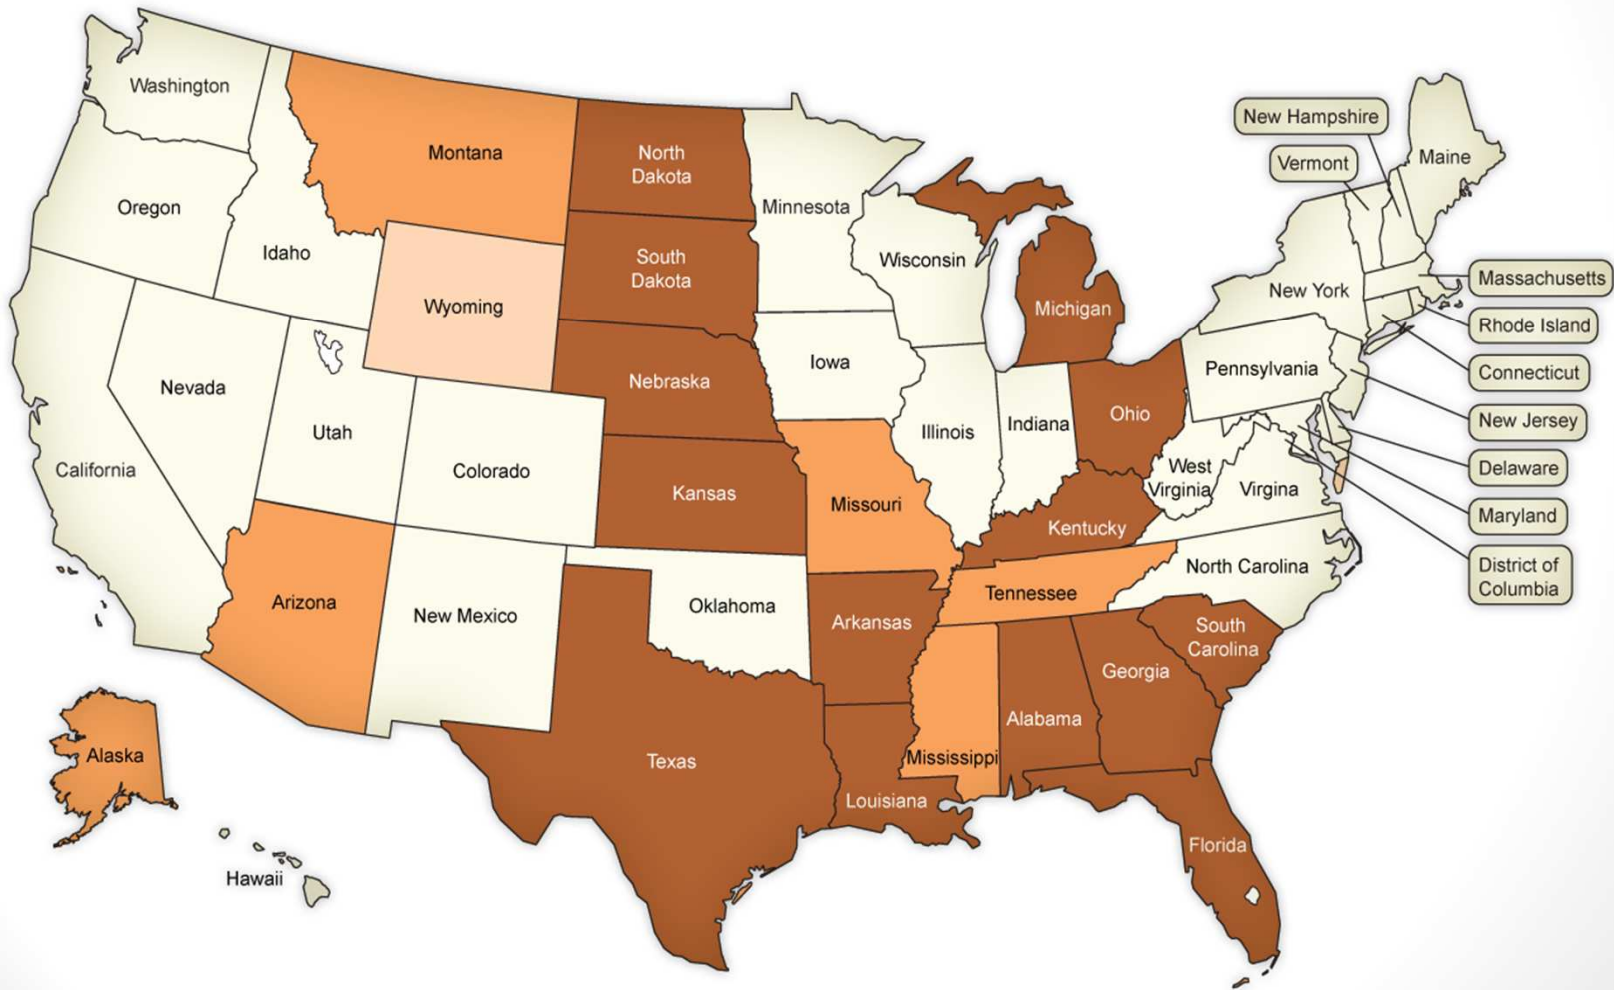 Washington
Montana
North
Dakota
Minnesota
New Hampshire
Vermont
Maine
Oregon
Idaho
Wyoming
South
Dakota
Wisconsin
Michigan
New York
Massachusetts
Rhode Island
Connecticut
New Jersey
Delaware
Maryland
District of
Columbia
Nevada
Utah
California
Colorado
Nebraska
Kansas
Iowa
Illinois
Indiana
Ohio
Pennsylvania
West
Virginia
Virgina
Missouri
Kentucky
North Carolina
Tennessee
Arizona
New Mexico
Oklahoma
Arkansas
South
Carolina
Georgia
Alabama
Mississippi
Texas
Louisiana
Florida
Alaska
Hawaii